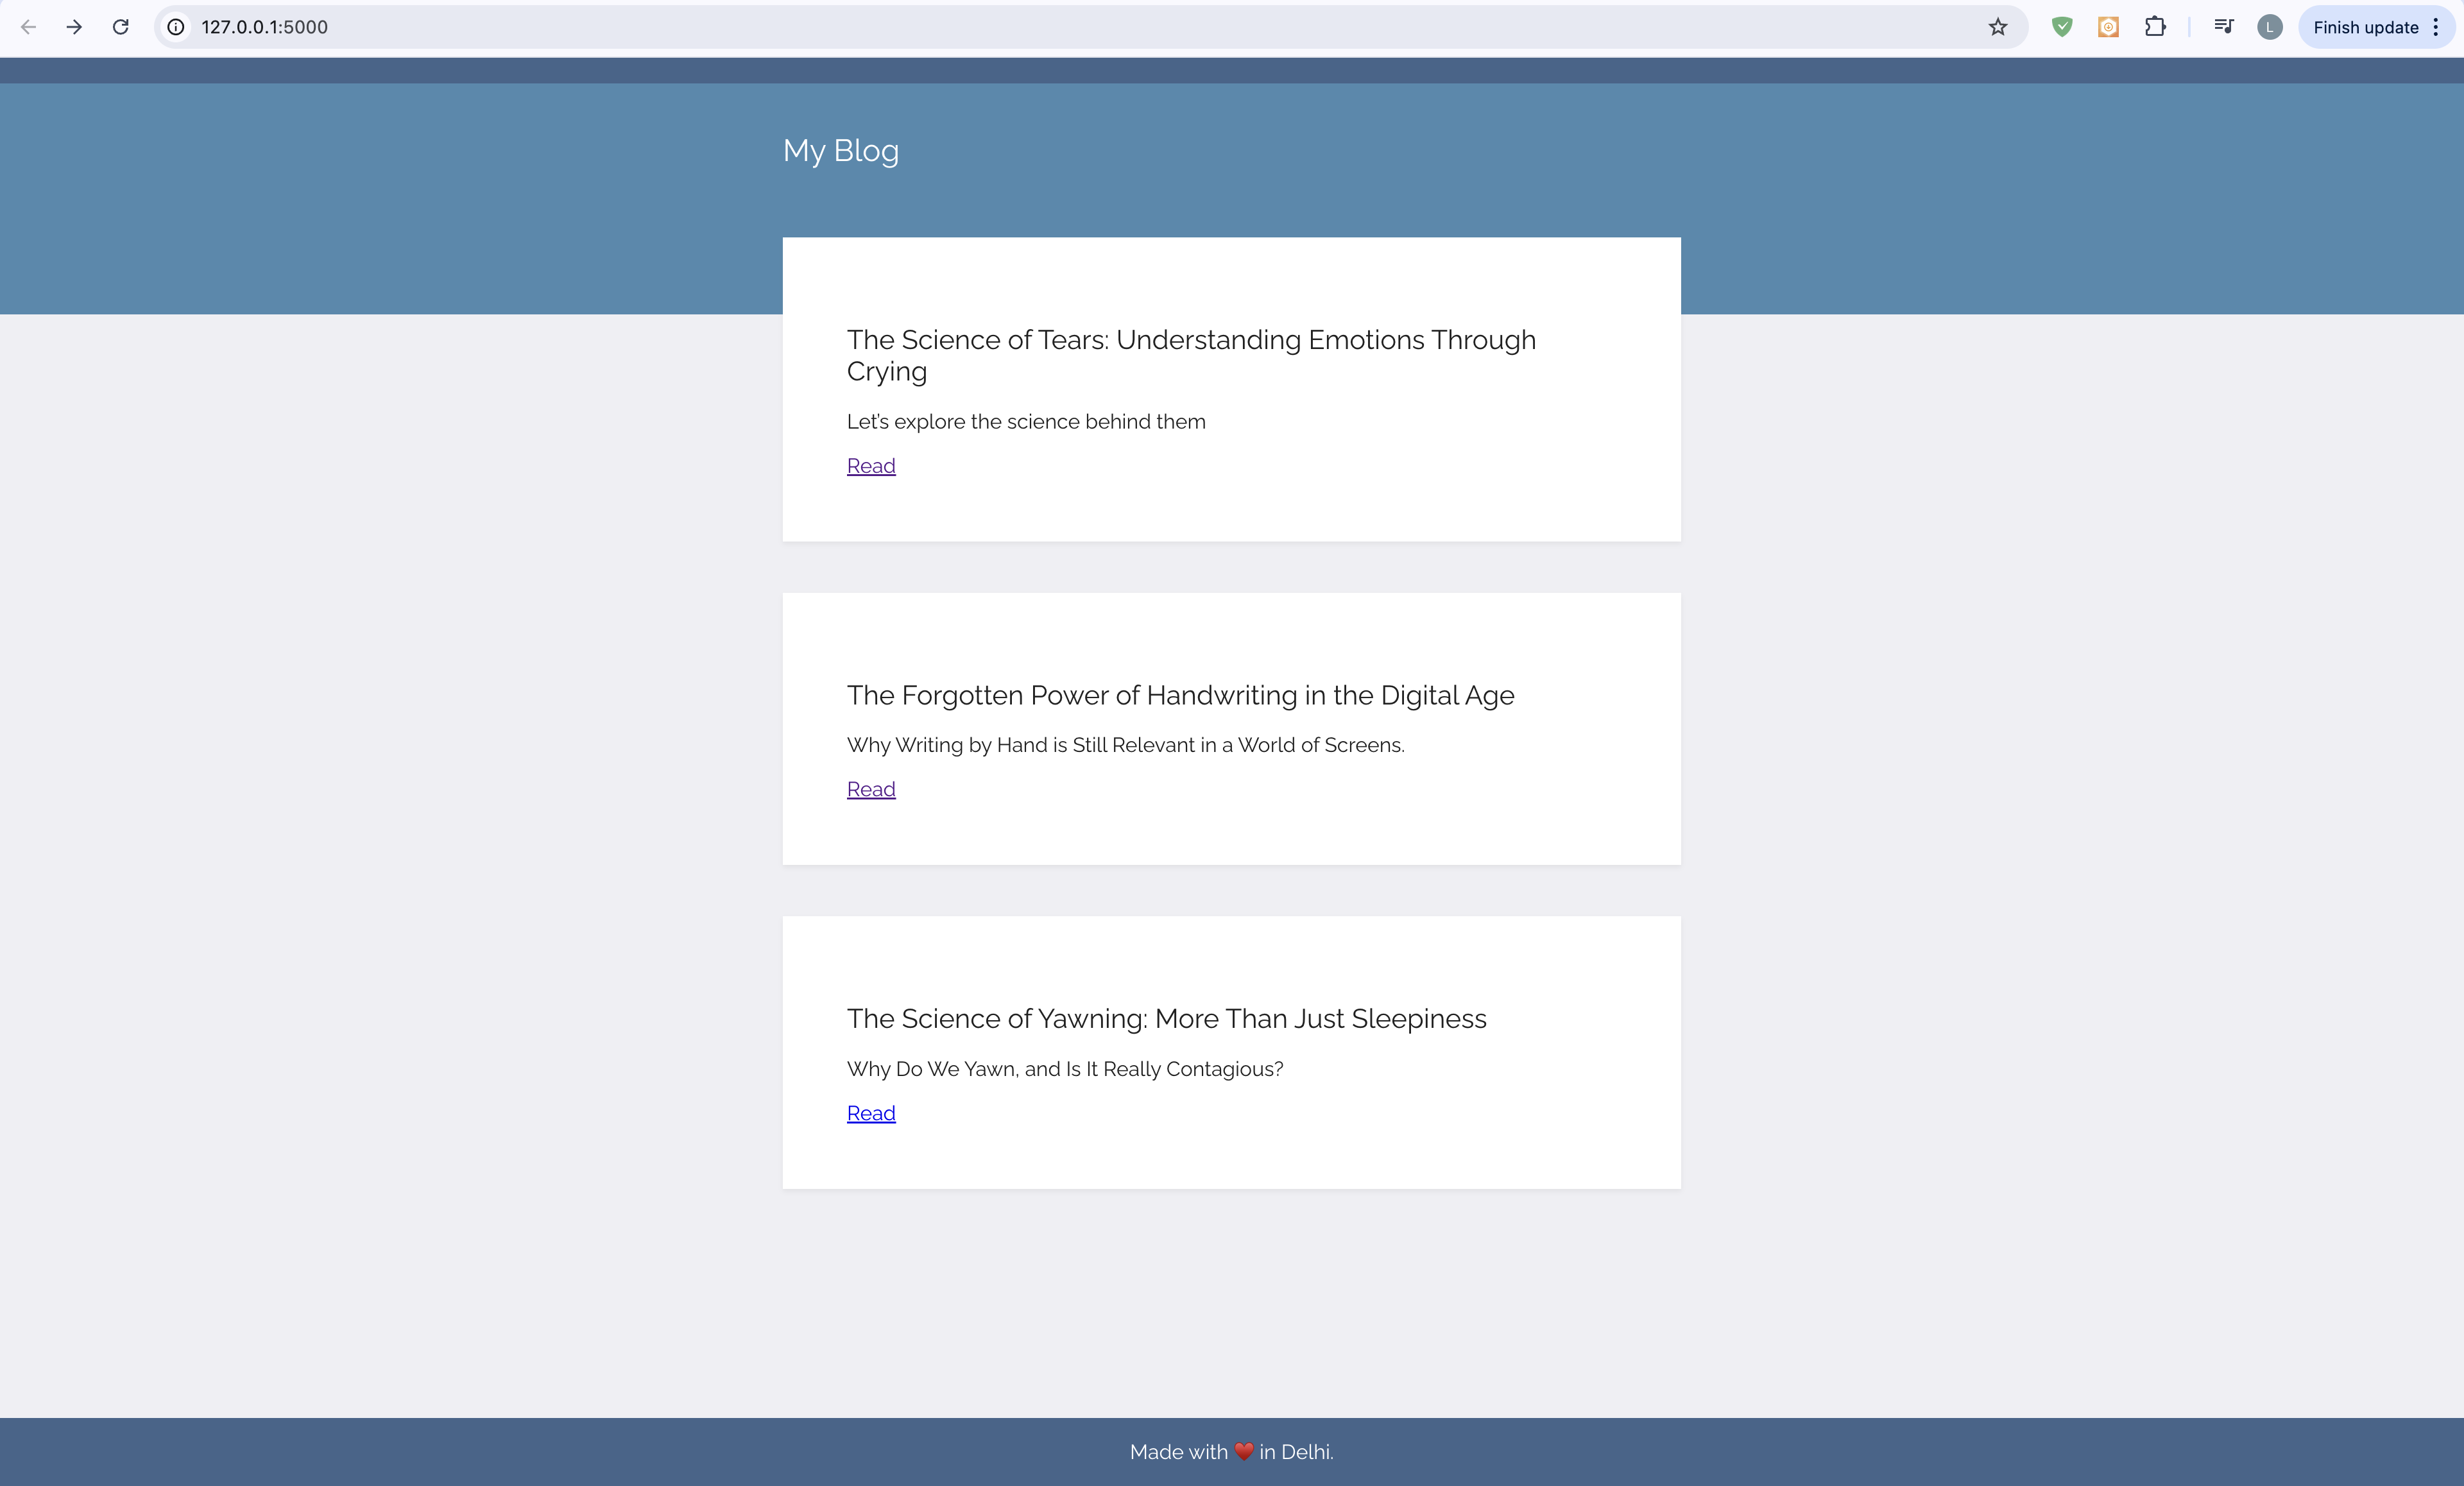 127.0.0.1:5000
L
Finish update
My Blog
The Science of Tears: Understanding Emotions Through
Crying
Let's explore the science behind them
Read
The Forgotten Power of Handwriting in the Digital Age
Why Writing by Hand is Still Relevant in a World of Screens.
Read
The Science of Yawning: More Than Just Sleepiness
Why Do We Yawn, and Is It Really Contagious?
Read
Made with ❤️ in Delhi.